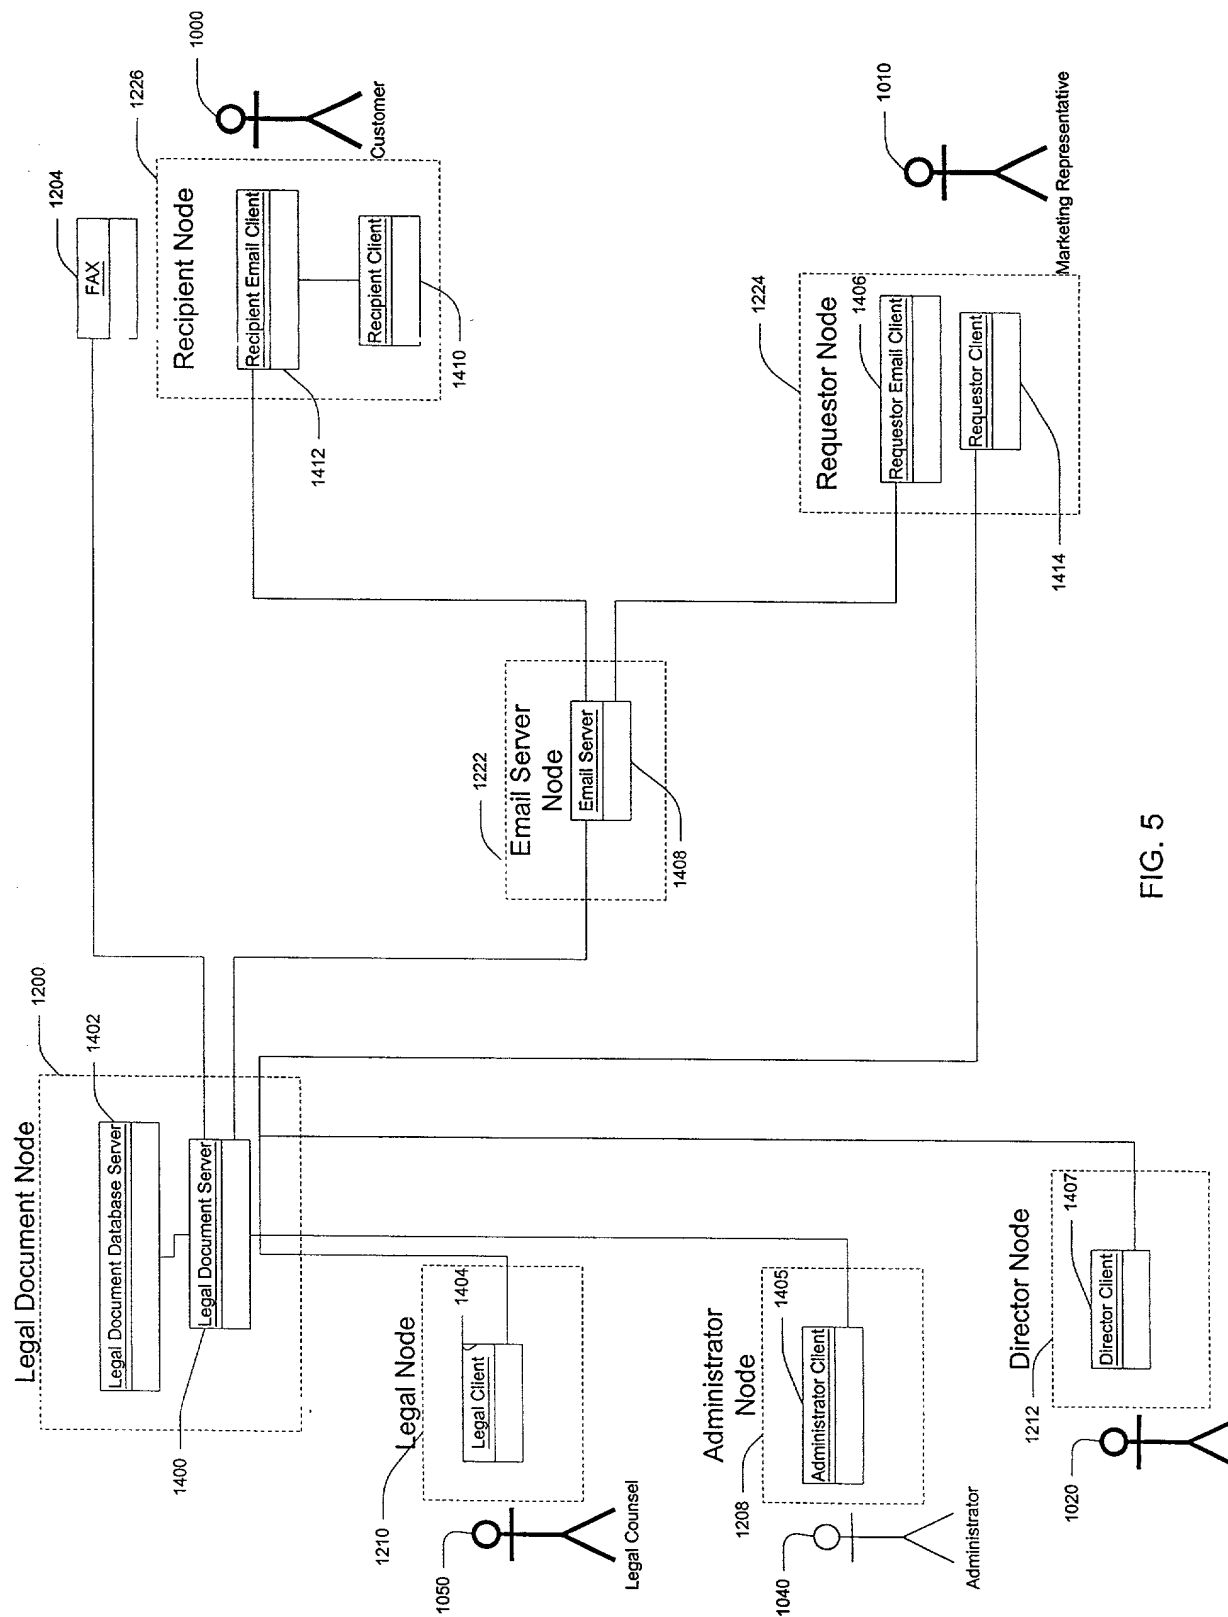 Legal Document Node
1200
1402
Legal Document Database Server
Legal Document Server
1400
1204
FAX
1226
1000
Recipient Node
Recipient Email Client
Recipient Client
1412
1410
Customer
1222
Email Server
Node
Email Server
1408
1210
Legal Node
1404
Legal Client
1050
Legal Counsel
1224
1010
Requestor Node
1406
Requestor Email Client
Requestor Client
1414
Marketing Representative
Administrator
Node
1208
1405
Administrator Client
1040
Administrator
Director Node
1212
1407
Director Client
1020
FIG. 5